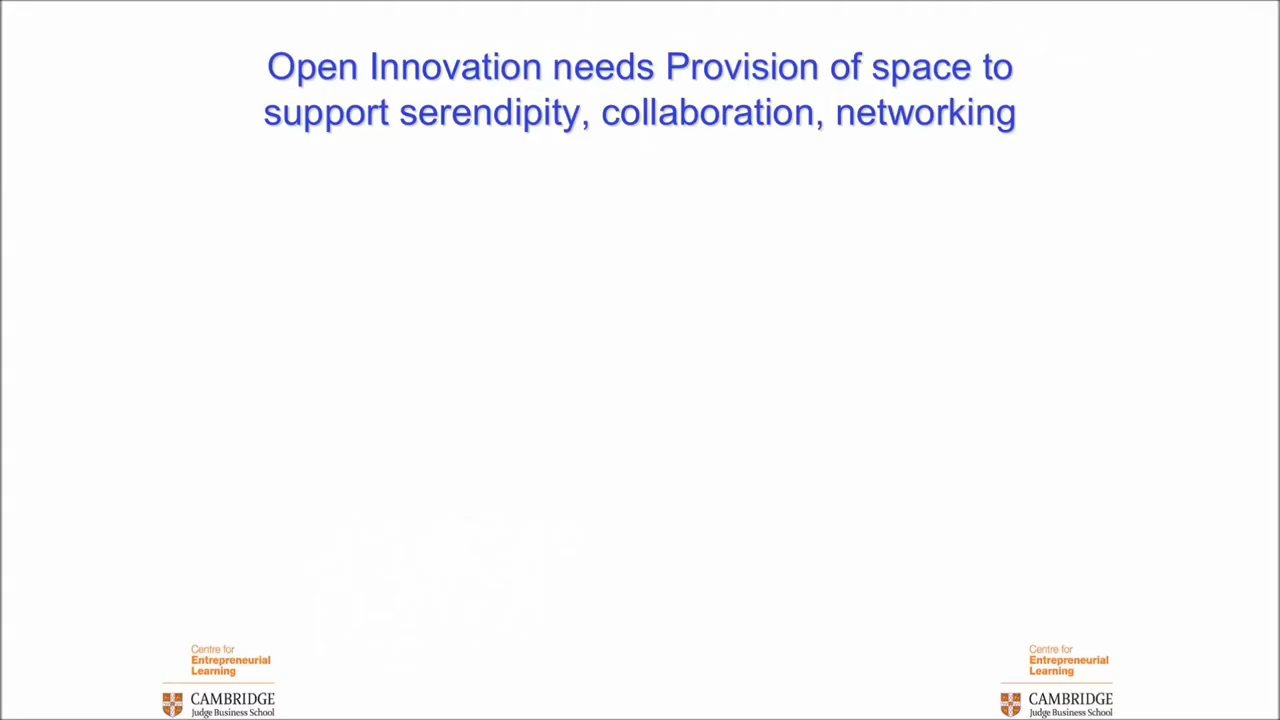 Open Innovation needs Provision of space to
support serendipity, collaboration, networking
Centre for
Entrepreneurial
Learning
CAMBRIDGE
Judge Business School
Centre for
Entrepreneurial
Learning
CAMBRIDGE
Judge Business School